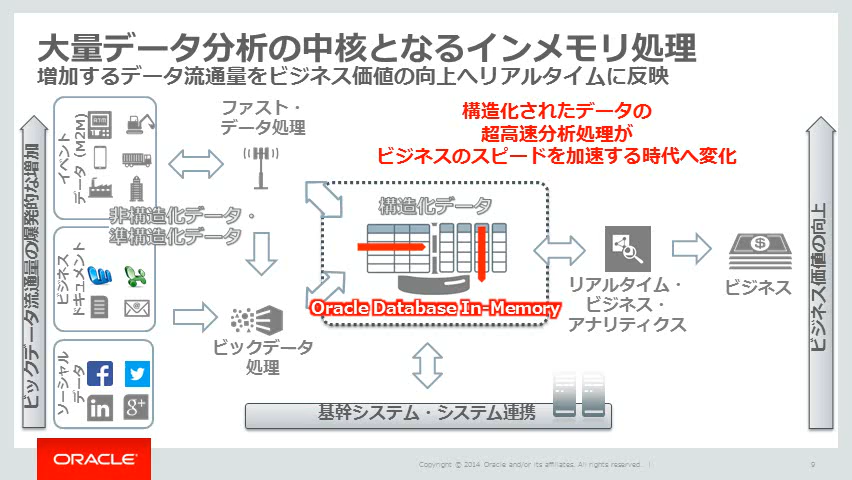 大量データ分析の中核となるインメモリ処理
増加するデータ流通量をビジネス価値の向上へリアルタイムに反映
ビックデータ流通量の爆発的な増加
イベント
データ（M2M）
ATM
ビジネス
ドキュメント
ソーシャル
データ
f
in
g+
ファスト・
データ処理
非構造化データ・
準構造化データ
ビックデータ
処理
構造化されたデータの
超高速分析処理が
ビジネスのスピードを加速する時代へ変化
構造化データ
Oracle Database In-Memory
リアルタイム・
ビジネス・
アナリティクス
$
ビジネス
ビジネス価値の向上
基幹システム・システム連携
ORACLE
Copyright © 2014 Oracle and/or its affiliates. All rights reserved. |
9